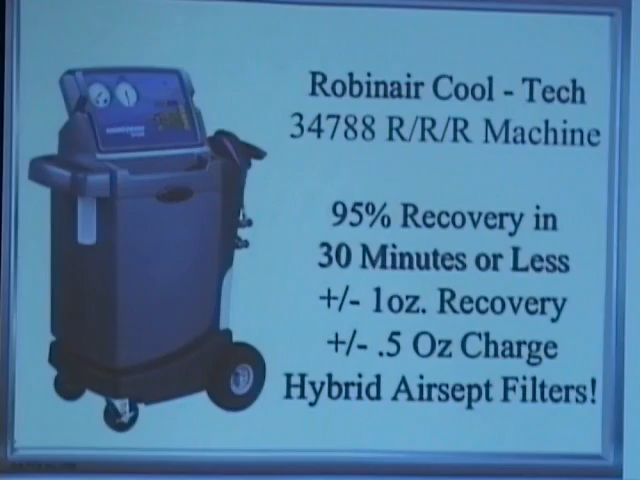 Robinair Cool - Tech
34788 R/R/R Machine
95% Recovery in
30 Minutes or Less
+/- 1oz. Recovery
+/- .5 Oz Charge
Hybrid Airsept Filters!